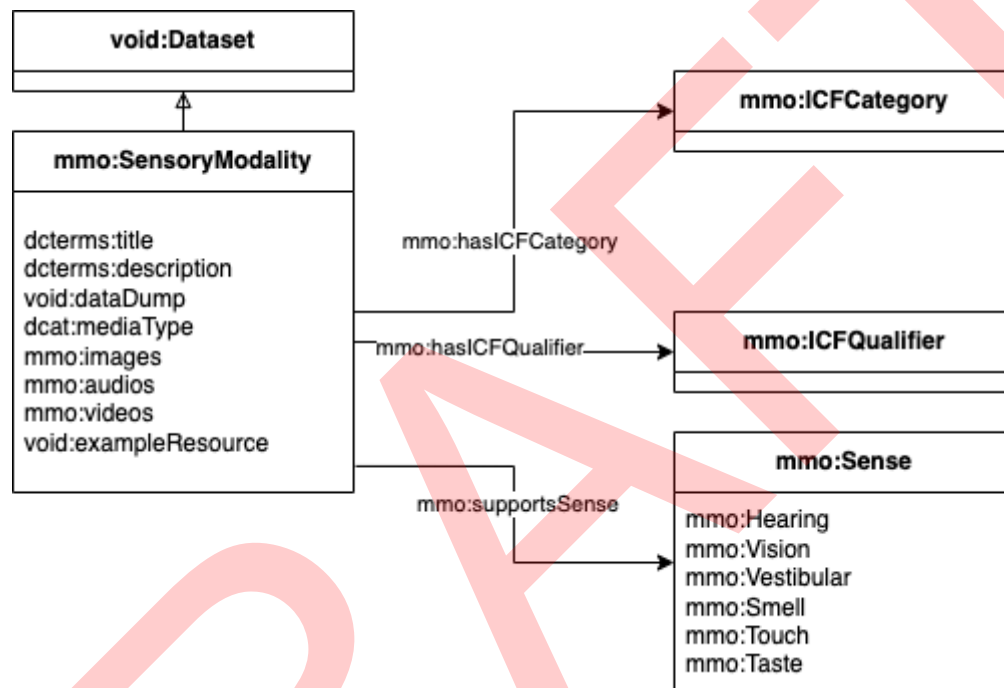 void:Dataset
mmo:SensoryModality
dcterms:title
dcterms:description
void:dataDump
dcat:mediaType
mmo:images
mmo:audios
mmo:videos
void:exampleResource
mmo:hasICFCategory
mmo:hasICFQualifier
mmo:supportsSense
mmo:ICFCategory
mmo:ICFQualifier
mmo:Sense
mmo:Hearing
mmo:Vision
mmo:Vestibular
mmo:Smell
mmo:Touch
mmo:Taste
DRAFT